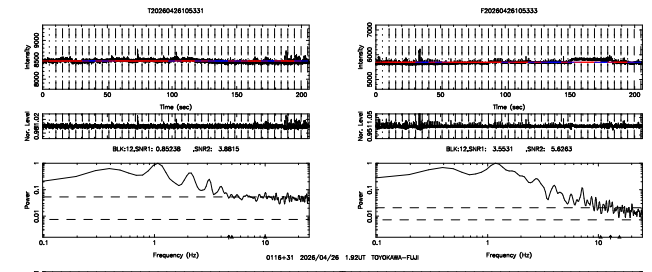 T20260426105331
F20260426105333
Intensity
8000 8500 9000
0 50 100 150 200
Time (sec)
Intensity
5000 6000 7000
0 50 100 150 200
Time (sec)
Nor. Level
Nor. Level
BLK:12,SNR1: 0.85238 ,SNR2: 3.8815
BLK:12,SNR1: 3.5531 ,SNR2: 5.6263
Power
1
0.1
0.01
0.1 1 10
Frequency (Hz)
Power
1
0.1
0.01
0.1 1 10
Frequency (Hz)
0116+31 2026/04/26 1.92UT TOYOKAWA-FUJI